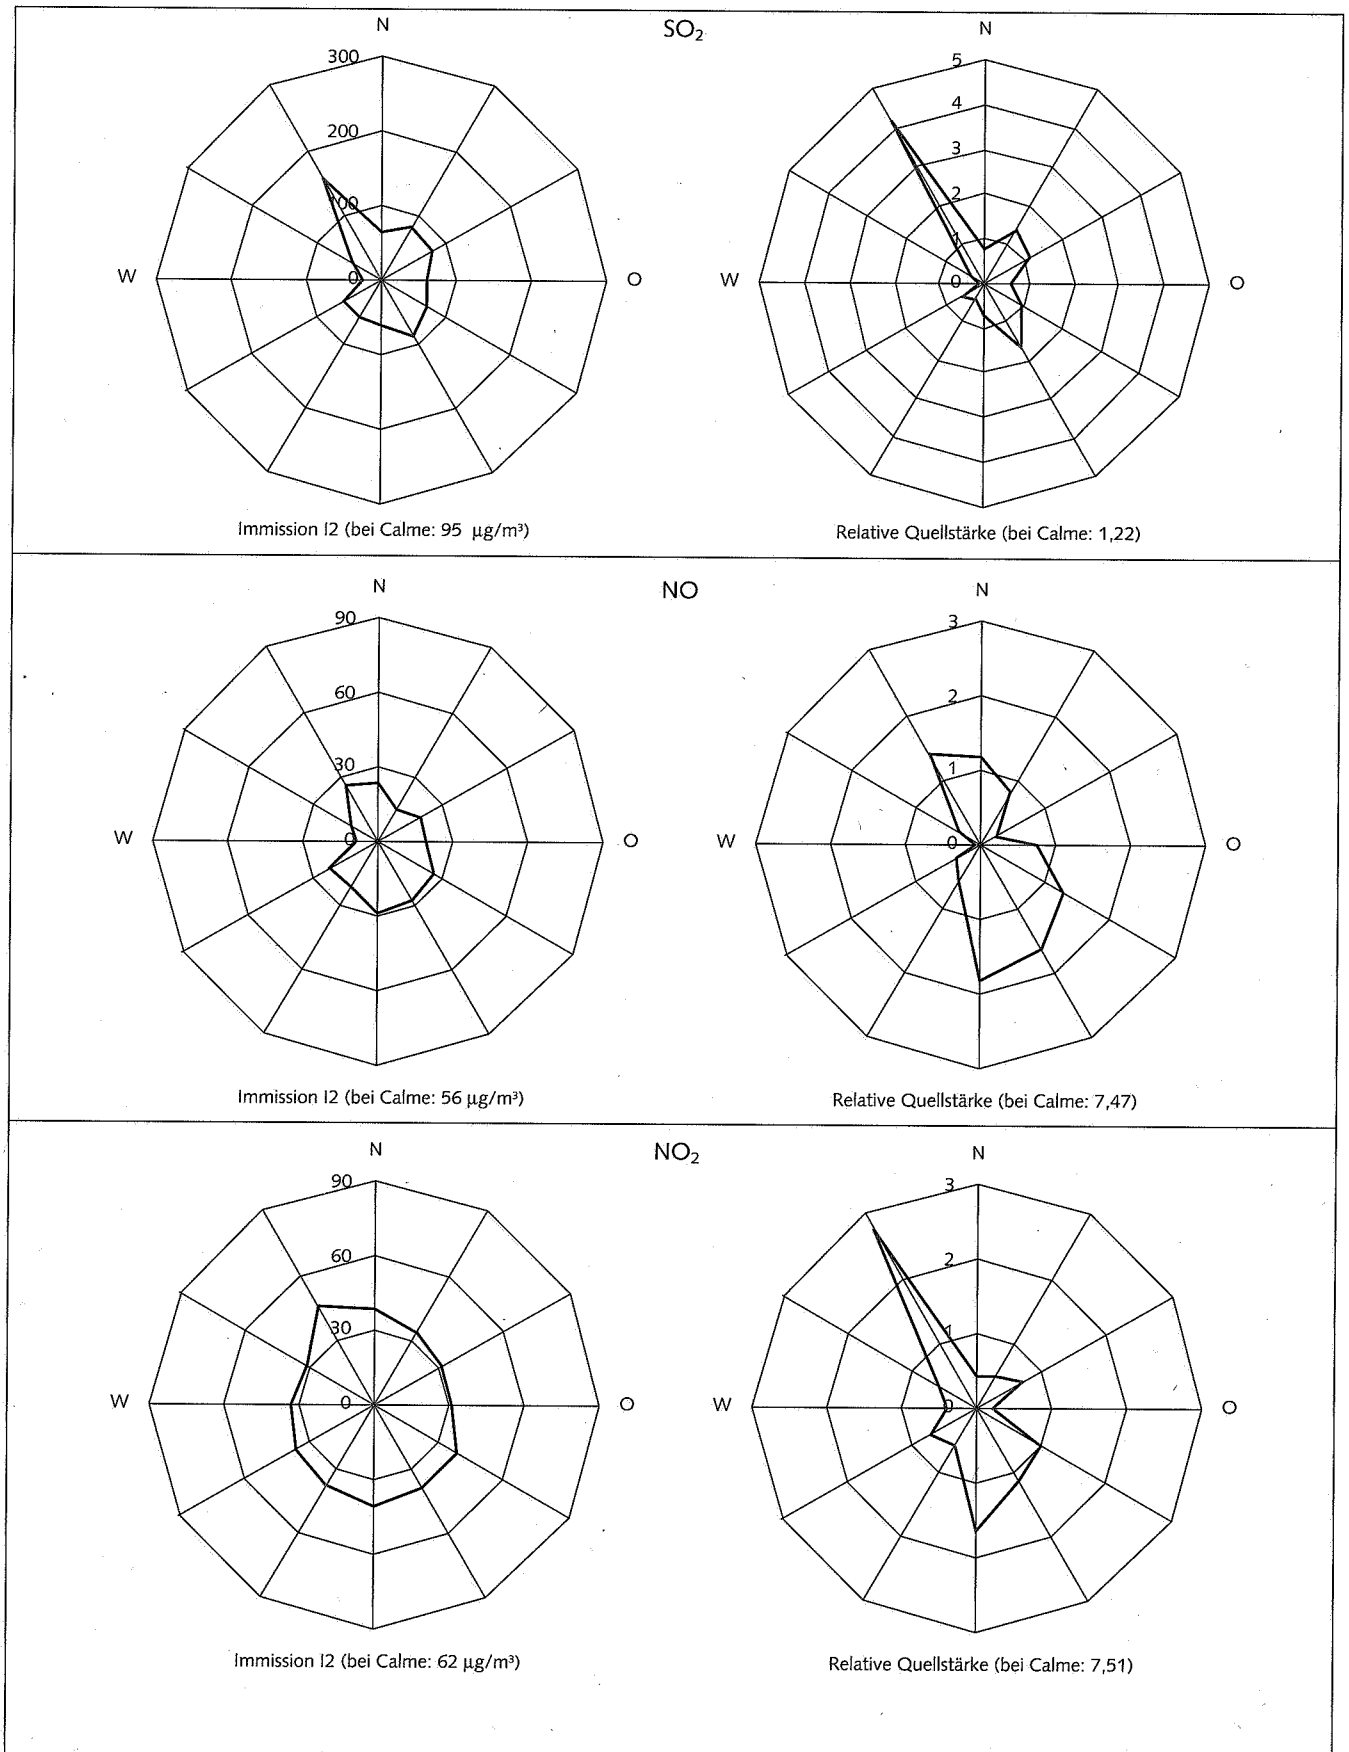 SO₂
N
300
200
100
0
W
O
Immission I2 (bei Calme: 95 µg/m³)
N
5
4
3
2
1
0
W
O
Relative Quellstärke (bei Calme: 1,22)
NO
N
90
60
30
0
W
O
Immission I2 (bei Calme: 56 µg/m³)
N
3
2
1
0
W
O
Relative Quellstärke (bei Calme: 7,47)
NO₂
N
90
60
30
0
W
O
Immission I2 (bei Calme: 62 µg/m³)
N
3
2
1
0
W
O
Relative Quellstärke (bei Calme: 7,51)